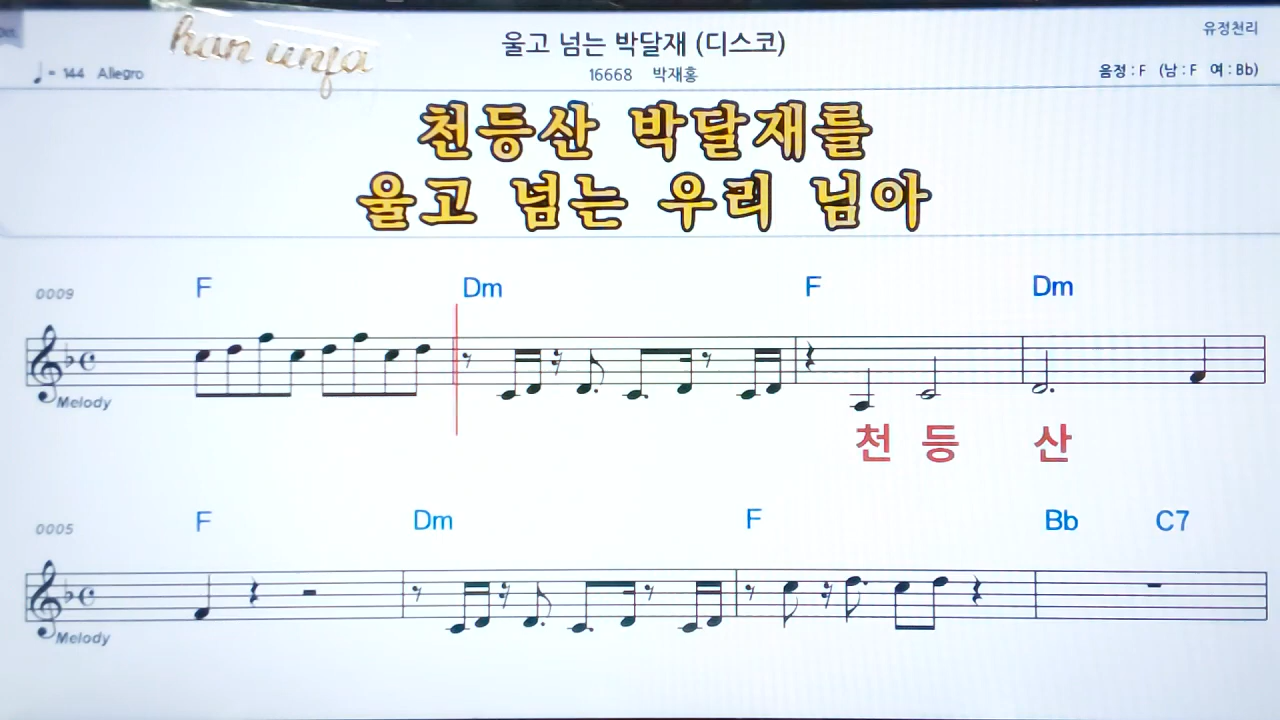 유정천리
han unja
울고 넘는 박달재 (디스코)
♩= 144 Allegro
16668 박재홍
음정 : F (남 : F 여 : Bb)
천등산 박달재를
울고 넘는 우리 님아
0009 F Dm F Dm
Melody
천 등 산
0005 F Dm F Bb C7
Melody